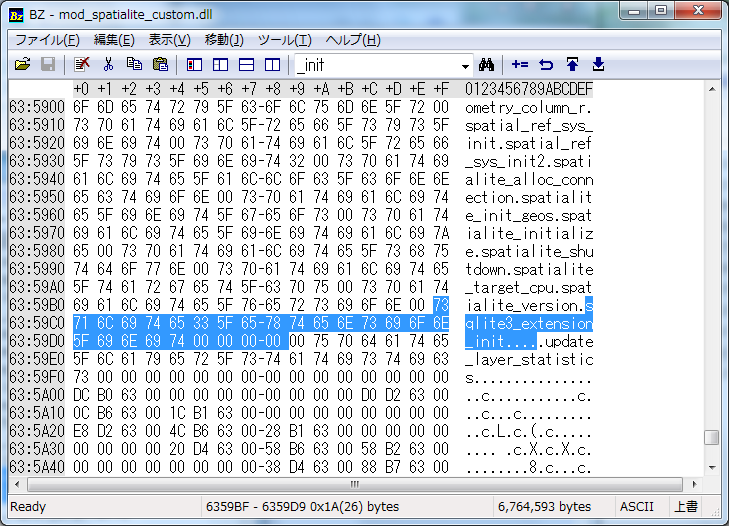 BZ - mod_spatialite_custom.dll
ファイル(F) 編集(E) 表示(V) 移動(J) ツール(T) ヘルプ(H)
_init
+0 +1 +2 +3 +4 +5 +6 +7 +8 +9 +A +B +C +D +E +F 0123456789ABCDEF
63:5900 6F 6D 65 74 72 79 5F 63-6F 6C 75 6D 6E 5F 72 00 ometry_column_r.
63:5910 73 70 61 74 69 61 6C 5F-72 65 66 5F 73 79 73 5F spatial_ref_sys_
63:5920 69 6E 69 74 00 73 70 61-74 69 61 6C 5F 72 65 66 init.spatial_ref
63:5930 5F 73 79 73 5F 69 6E 69-74 32 00 73 70 61 74 69 _sys_init2.spati
63:5940 61 6C 69 74 65 5F 61 6C-6C 6F 63 5F 63 6F 6E 6E alite_alloc_conn
63:5950 65 63 74 69 6F 6E 00 73-70 61 74 69 61 6C 69 74 ection.spatialit
63:5960 65 5F 69 6E 69 74 5F 67-65 6F 73 00 73 70 61 74 e_init_geos.spat
63:5970 69 61 6C 69 74 65 5F 69-6E 69 74 69 61 6C 69 7A ialite_initializ
63:5980 65 00 73 70 61 74 69 61-6C 69 74 65 5F 73 68 75 e.spatialite_shu
63:5990 74 64 6F 77 6E 00 73 70-61 74 69 61 6C 69 74 65 tdown.spatialite
63:59A0 5F 74 61 72 67 65 74 5F-63 70 75 00 73 70 61 74 _target_cpu.spat
63:59B0 69 61 6C 69 74 65 5F 76-65 72 73 69 6F 6E 00 73 ialite_version.s
63:59C0 71 6C 69 74 65 33 5F 65-78 74 65 6E 73 69 6F 6E qlite3_extension
63:59D0 5F 69 6E 69 74 00 00 00-00 00 75 70 64 61 74 65 _init.....update
63:59E0 5F 6C 61 79 65 72 5F 73-74 61 74 69 73 74 69 63 _layer_statistic
63:59F0 73 00 00 00 00 00 00 00-00 00 00 00 00 00 00 00 s...............
63:5A00 DC B0 63 00 00 00 00 00-00 00 00 00 D0 D2 63 00 ..c...........c.
63:5A10 0C B6 63 00 1C B1 63 00-00 00 00 00 00 00 00 00 ..c...c.........
63:5A20 E8 D2 63 00 4C B6 63 00-28 B1 63 00 00 00 00 00 ..c.L.c.(.c.....
63:5A30 00 00 00 00 20 D4 63 00-58 B6 63 00 58 B2 63 00 .... .c.X.c.X.c.
63:5A40 00 00 00 00 00 00 00 00-38 D4 63 00 88 B7 63 00 ........8.c...c.
Ready 6359BF - 6359D9 0x1A(26) bytes 6,764,593 bytes ASCII 上書